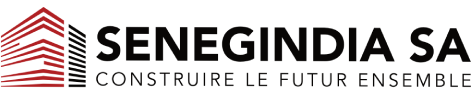 SENEGINDIA SA
CONSTRUIRE LE FUTUR ENSEMBLE